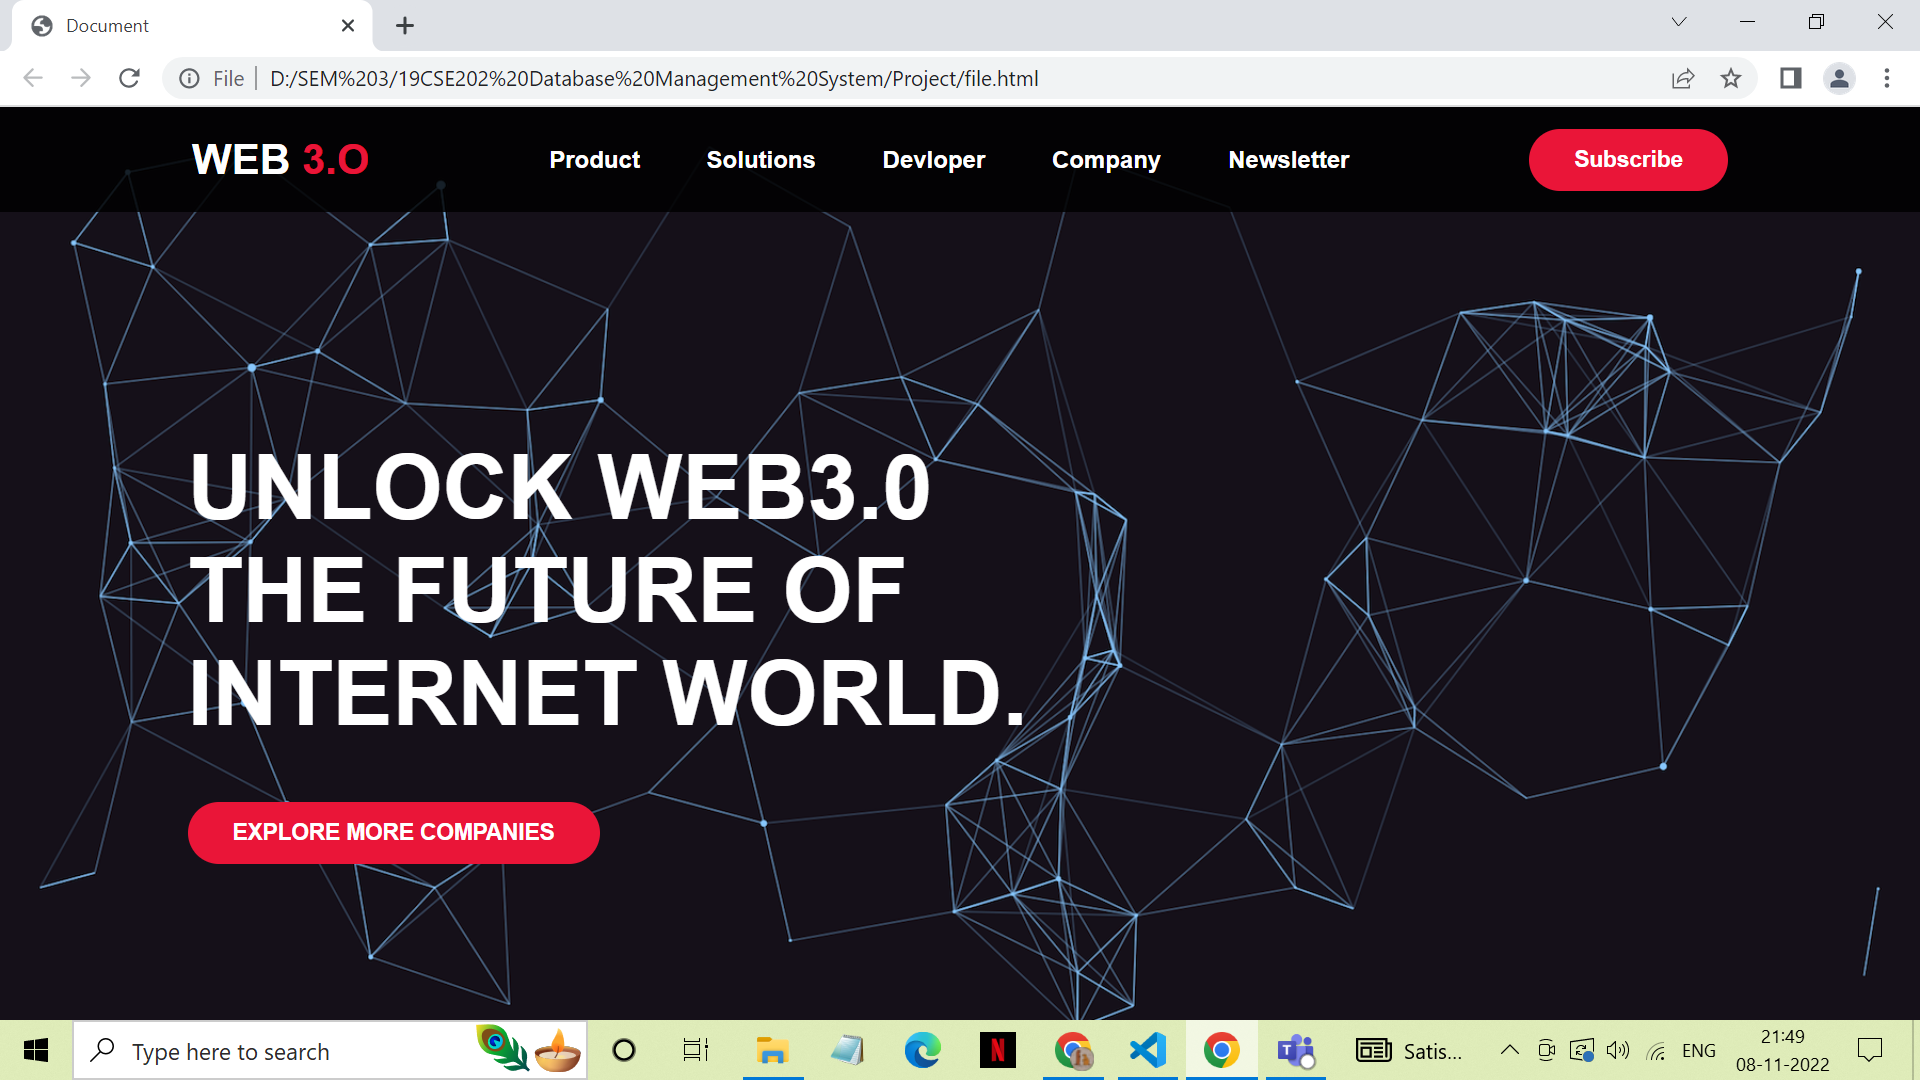 Document
File
D:/SEM%203/19CSE202%20Database%20Management%20System/Project/file.html
WEB 3.O
Product
Solutions
Devloper
Company
Newsletter
Subscribe
UNLOCK WEB3.0
THE FUTURE OF
INTERNET WORLD.
EXPLORE MORE COMPANIES
Type here to search
Satis...
ENG
21:49
08-11-2022